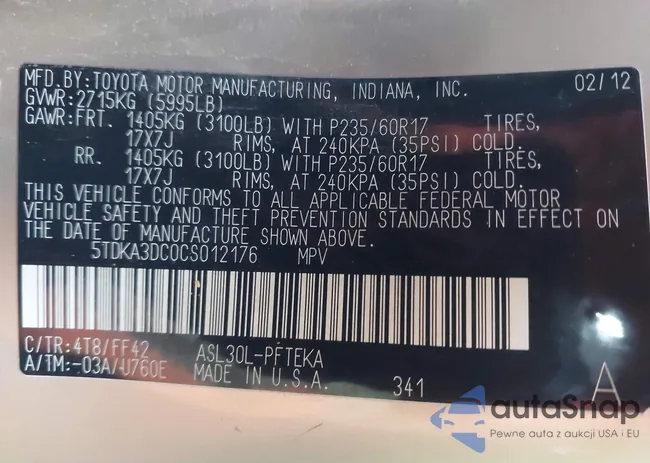 MFD.BY:TOYOTA MOTOR MANUFACTURING, INDIANA, INC. 02/12
GVWR:2715KG (5995LB)
GAWR:FRT. 1405KG (3100LB) WITH P235/60R17 TIRES,
17X7J RIMS, AT 240KPA (35PSI) COLD.
RR. 1405KG (3100LB) WITH P235/60R17 TIRES,
17X7J RIMS, AT 240KPA (35PSI) COLD.
THIS VEHICLE CONFORMS TO ALL APPLICABLE FEDERAL MOTOR
VEHICLE SAFETY AND THEFT PREVENTION STANDARDS IN EFFECT ON
THE DATE OF MANUFACTURE SHOWN ABOVE.
5TDKA3DC0CS012176 MPV
C/TR:4T8/FF42 ASL30L-PFTEKA
A/TM:-03A/U760E MADE IN U.S.A. 341 A
autaSnap
Pewne auta z aukcji USA i EU